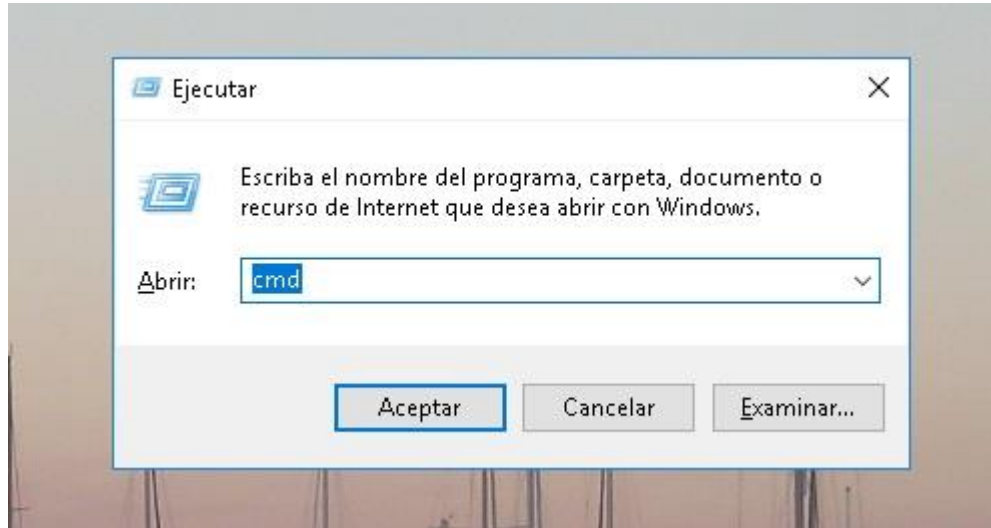 Ejecutar
Escriba el nombre del programa, carpeta, documento o
recurso de Internet que desea abrir con Windows.
Abrir: cmd
Aceptar Cancelar Examinar...